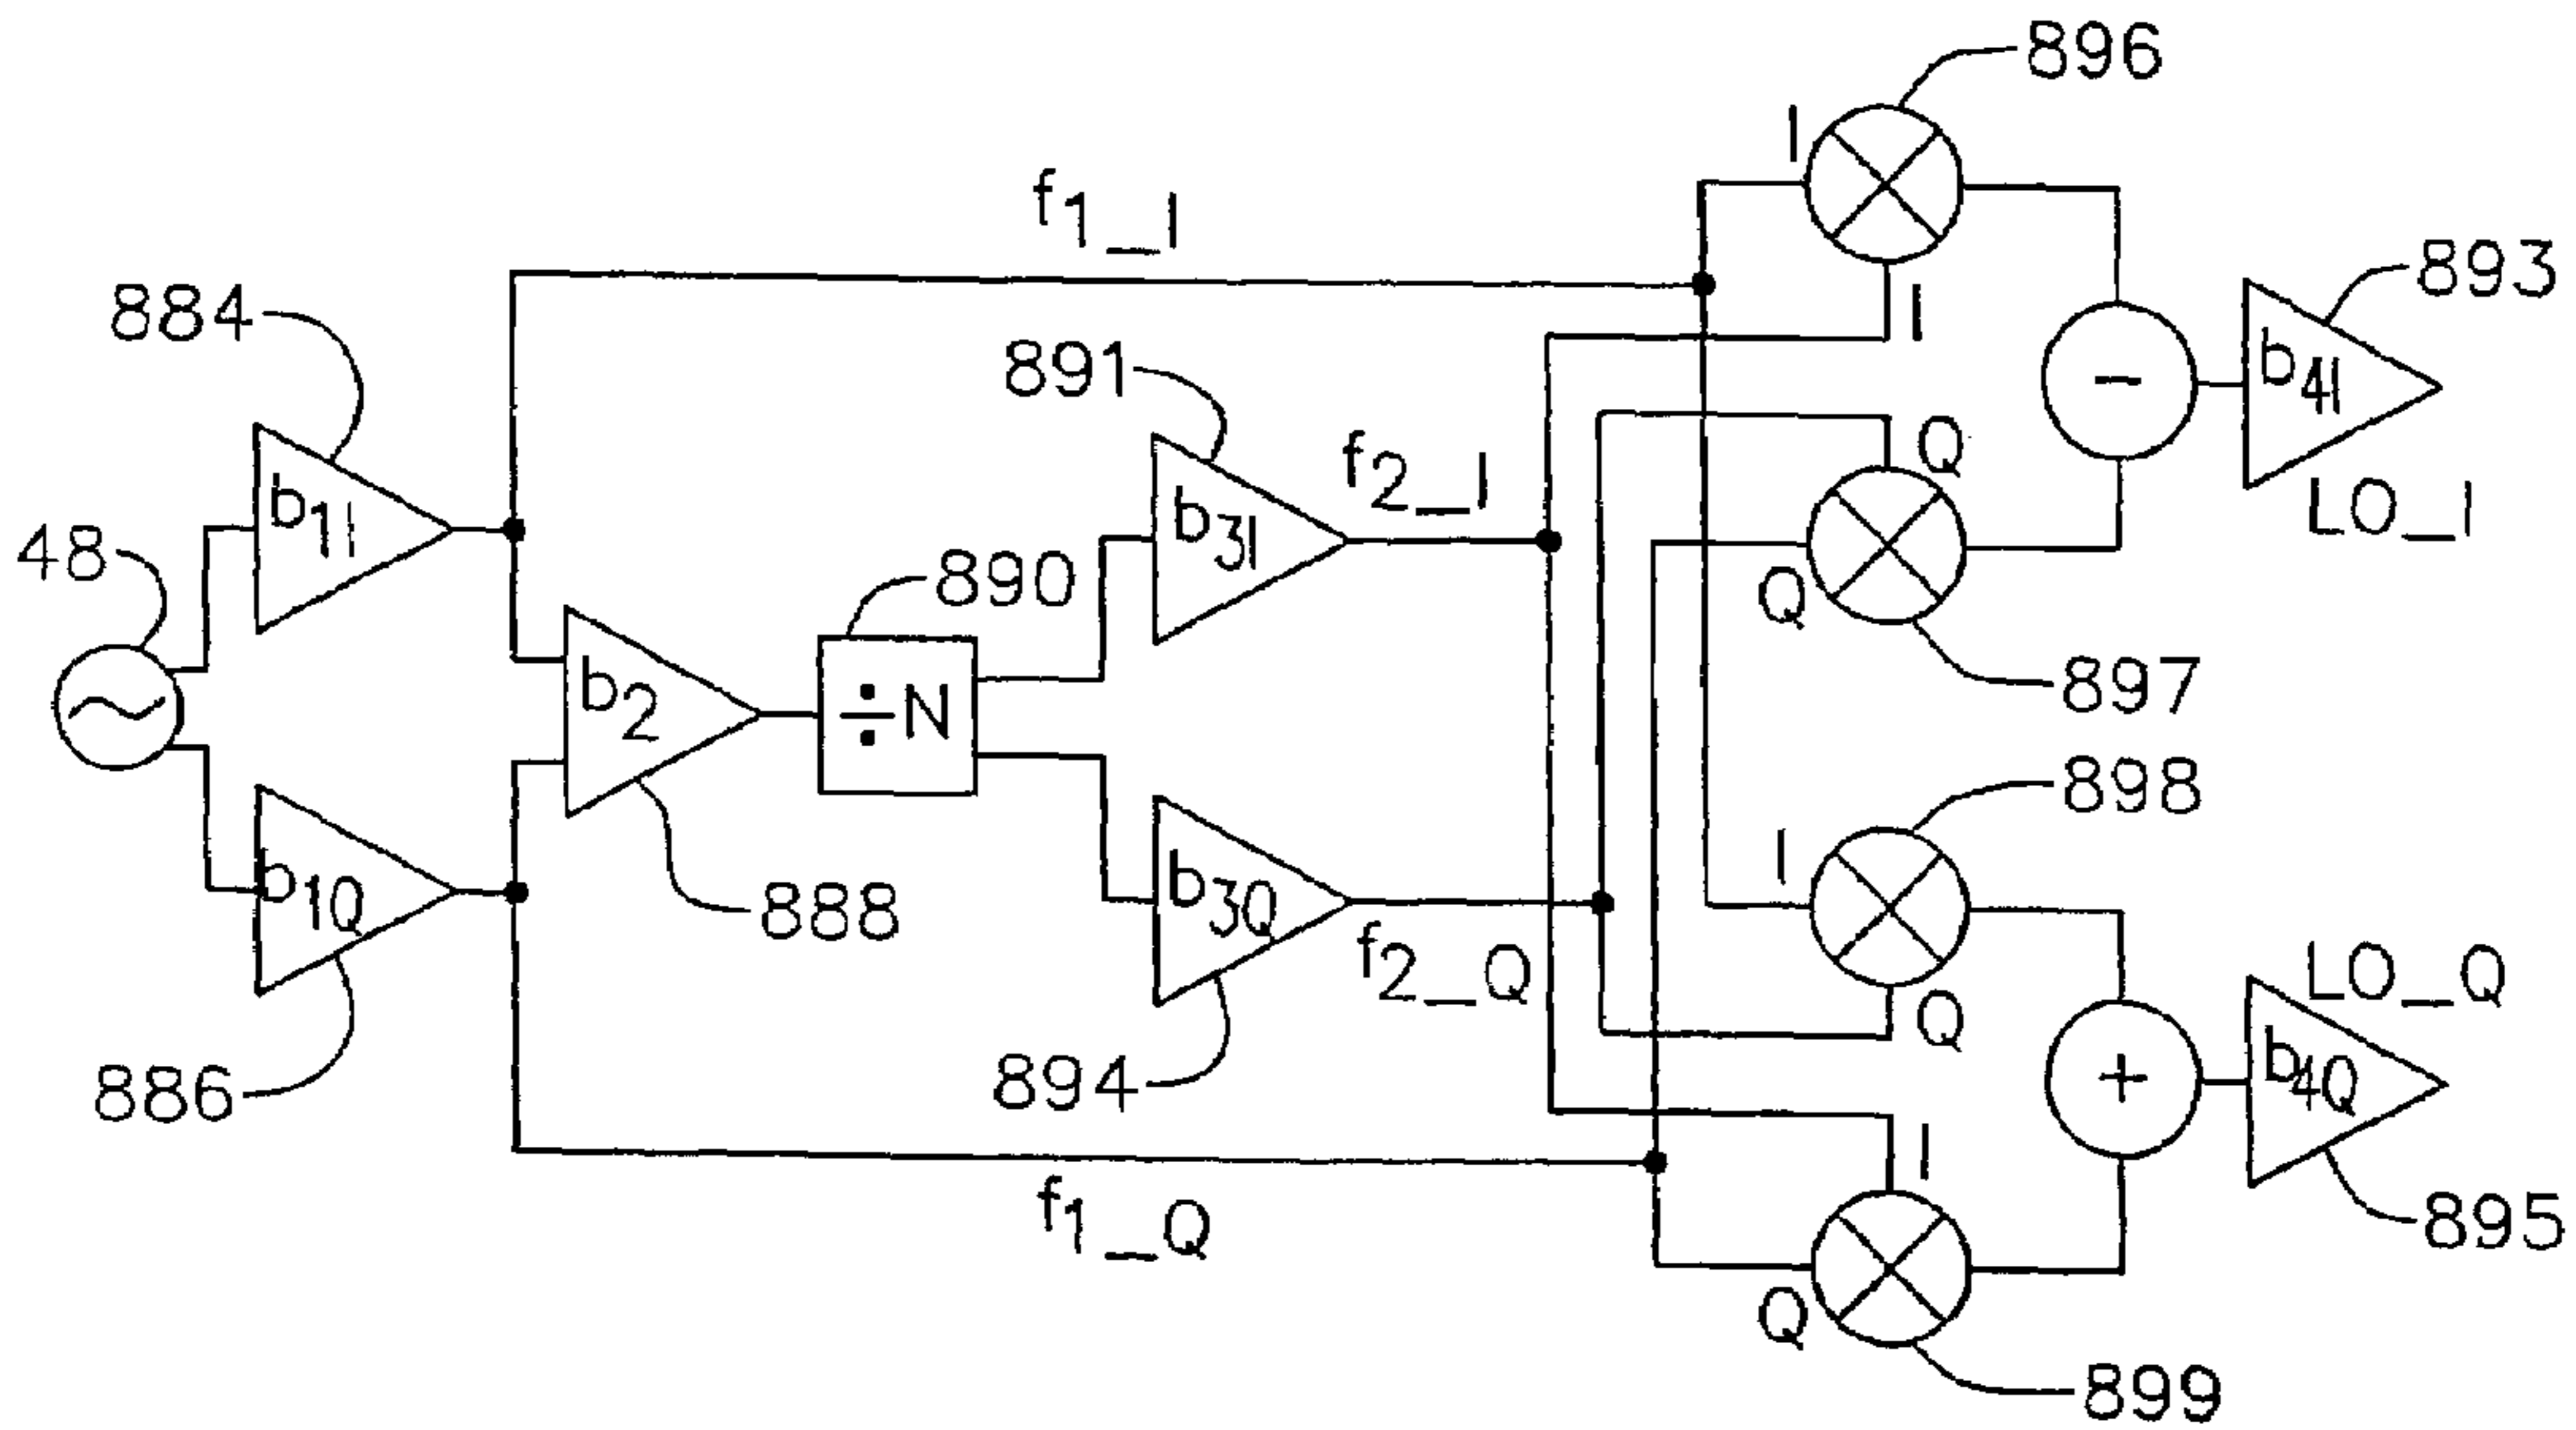 896
I
f1_I
893
884
I
891
b4I
Q
f2_I
b1I
LO_I
b3I
48
890
Q
b2
897
÷N
898
I
b1Q
b3Q
888
f2_Q
LO_Q
Q
894
b4Q
+
886
I
f1_Q
895
Q
899